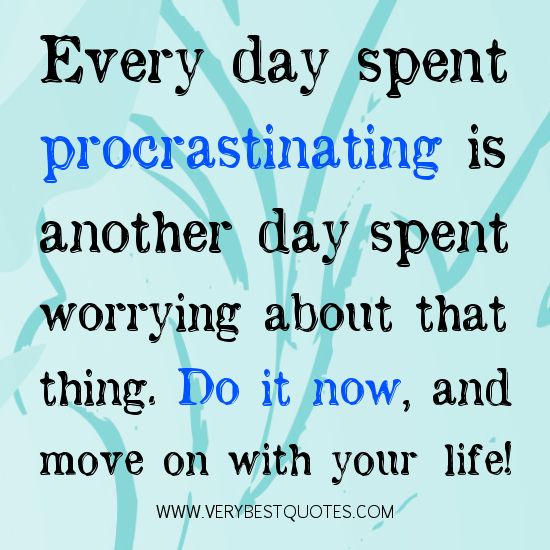 Every day spent
procrastinating is
another day spent
worrying about that
thing. Do it now, and
move on with your life!
WWW.VERYBESTQUOTES.COM